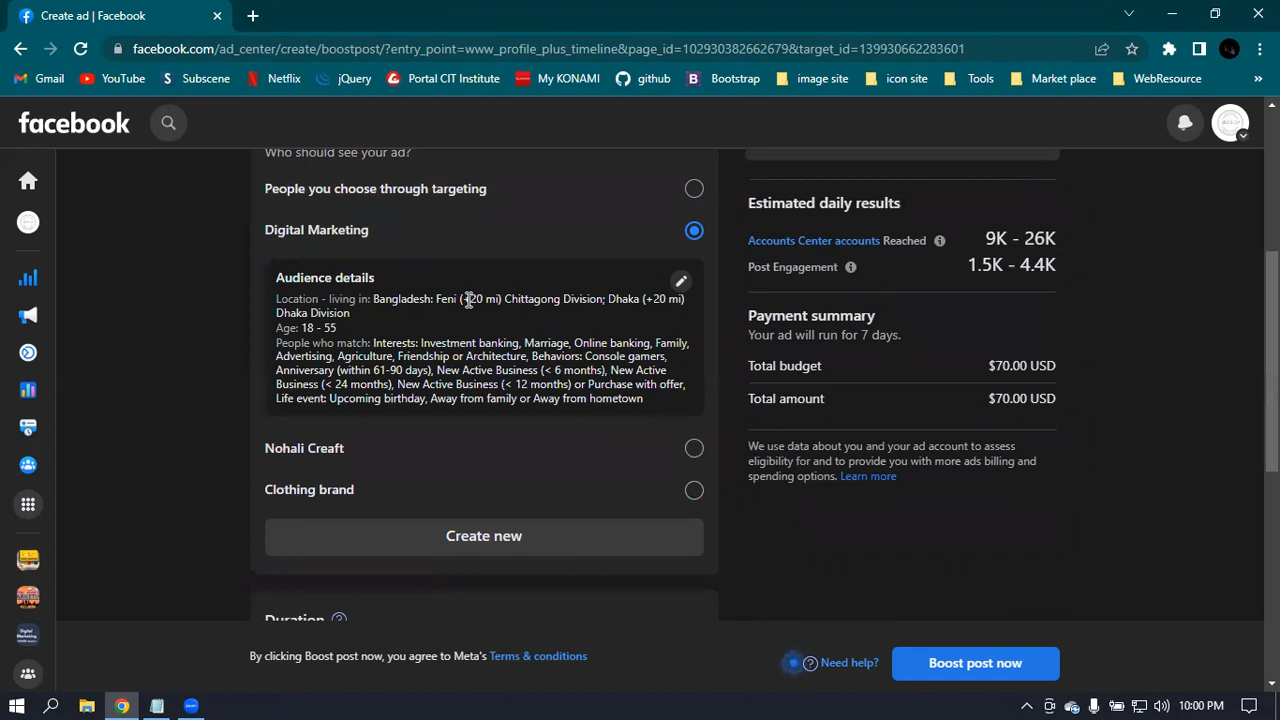 Create ad | Facebook
facebook.com/ad_center/create/boostpost/?entry_point=www_profile_plus_timeline&page_id=102930382662679&target_id=139930662283601
Gmail YouTube Subscene Netflix jQuery Portal CIT Institute My KONAMI github Bootstrap image site icon site Tools Market place WebResource »
facebook
Who should see your ad?
People you choose through targeting
Digital Marketing
Audience details
Location - living in: Bangladesh: Feni (+20 mi) Chittagong Division; Dhaka (+20 mi)
Dhaka Division
Age: 18 - 55
People who match: Interests: Investment banking, Marriage, Online banking, Family,
Advertising, Agriculture, Friendship or Architecture, Behaviors: Console gamers,
Anniversary (within 61-90 days), New Active Business (< 6 months), New Active
Business (< 24 months), New Active Business (< 12 months) or Purchase with offer,
Life event: Upcoming birthday, Away from family or Away from hometown
Nohali Creaft
Clothing brand
Create new
Duration
Estimated daily results
Accounts Center accounts Reached 9K - 26K
Post Engagement 1.5K - 4.4K
Payment summary
Your ad will run for 7 days.
Total budget $70.00 USD
Total amount $70.00 USD
We use data about you and your ad account to assess
eligibility for and to provide you with more ads billing and
spending options. Learn more
By clicking Boost post now, you agree to Meta's Terms & conditions
Need help?
Boost post now
10:00 PM